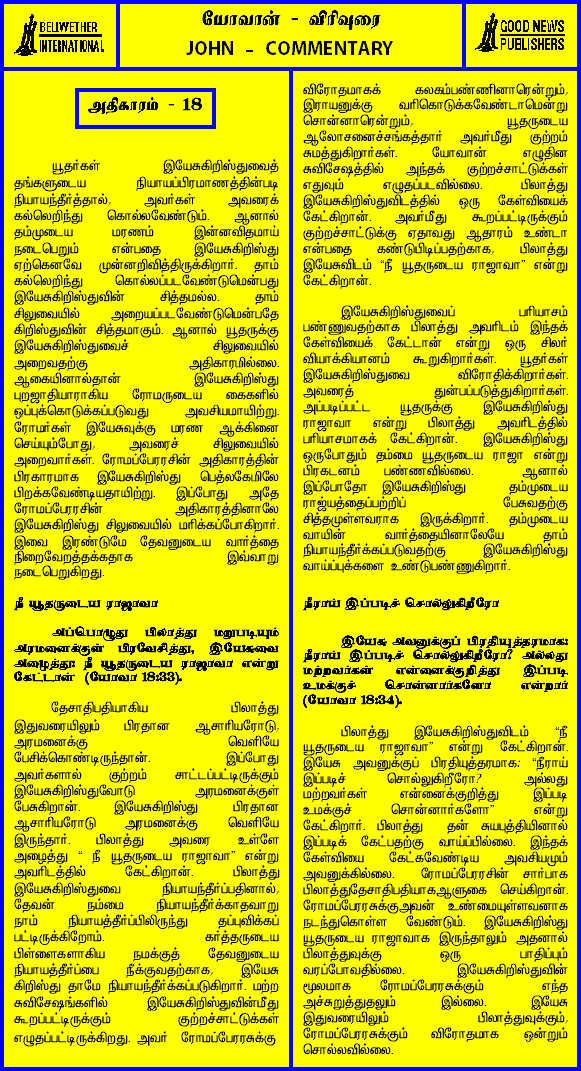 BELWETHER
INTERNATIONAL
யோவான் - விரிவுரை
JOHN - COMMENTARY
GOOD NEWS
PUBLISHERS
அதிகாரம் - 18
யூதர்கள் இயேசுகிறிஸ்துவைத்
தங்களுடைய நியாயப்பிரமாணத்தின்படி
நியாயந்தீர்த்தால், அவர்கள் அவரைக்
கல்லெறிந்து கொல்லவேண்டும். ஆனால்
தம்முடைய மரணம் இன்னவிதமாய்
நடைபெறும் என்பதை இயேசுகிறிஸ்து
ஏற்கெனவே முன்னறிவித்திருக்கிறார். தாம்
கல்லெறிந்து கொல்லப்படவேண்டுமென்பது
இயேசுகிறிஸ்துவின் சித்தமல்ல. தாம்
சிலுவையில் அறையப்படவேண்டுமென்பதே
கிறிஸ்துவின் சித்தமாகும். ஆனால் யூதருக்கு
இயேசுகிறிஸ்துவைச் சிலுவையில்
அறைவதற்கு அதிகாரமில்லை.
ஆகையினால்தான் இயேசுகிறிஸ்து
புறஜாதியாராகிய ரோமருடைய கைகளில்
ஒப்புக்கொடுக்கப்படுவது அவசியமாயிற்று.
ரோமர்கள் இயேசுவுக்கு மரண ஆக்கினை
செய்யும்போது, அவரைச் சிலுவையில்
அறைவார்கள். ரோமப்பேரரசின் அதிகாரத்தின்
பிரகாரமாக இயேசுகிறிஸ்து பெத்லகேமிலே
பிறக்கவேண்டியதாயிற்று. இப்போது அதே
ரோமப்பேரரசின் அதிகாரத்தினாலே
இயேசுகிறிஸ்து சிலுவையில் மரிக்கப்போகிறார்.
இவை இரண்டுமே தேவனுடைய வார்த்தை
நிறைவேறத்தக்கதாக இவ்வாறு
நடைபெறுகிறது.
நீ யூதருடைய ராஜாவா
அப்பொழுது பிலாத்து மறுபடியும்
அரமனைக்குள் பிரவேசித்து, இயேசுவை
அழைத்து: நீ யூதருடைய ராஜாவா என்று
கேட்டான் (யோவா 18:33).
தேசாதிபதியாகிய பிலாத்து
இதுவரையிலும் பிரதான ஆசாரியரோடு,
அரமனைக்கு வெளியே
பேசிக்கொண்டிருந்தான். இப்போது
அவர்களால் குற்றம் சாட்டப்பட்டிருக்கும்
இயேசுகிறிஸ்துவோடு அரமனைக்குள்
பேசுகிறான். இயேசுகிறிஸ்து பிரதான
ஆசாரியரோடு அரமனைக்கு வெளியே
இருந்தார். பிலாத்து அவரை உள்ளே
அழைத்து “ நீ யூதருடைய ராஜாவா” என்று
அவரிடத்தில் கேட்கிறான். பிலாத்து
இயேசுகிறிஸ்துவை நியாயந்தீர்ப்பதினால்,
தேவன் நம்மை நியாயந்தீர்க்காதவாறு
நாம் நியாயத்தீர்ப்பிலிருந்து தப்புவிக்கப்
பட்டிருக்கிறோம். கர்த்தருடைய
பிள்ளைகளாகிய நமக்குத் தேவனுடைய
நியாயத்தீர்ப்பை நீக்குவதற்காக, இயேசு
கிறிஸ்து தாமே நியாயந்தீர்க்கப்படுகிறார். மற்ற
சுவிசேஷங்களில் இயேசுகிறிஸ்துவின்மீது
கூறப்பட்டிருக்கும் குற்றச்சாட்டுக்கள்
எழுதப்பட்டிருக்கிறது. அவர் ரோமப்பேரரசுக்கு
விரோதமாகக் கலகம்பண்ணினாரென்றும்,
இராயனுக்கு வரிகொடுக்கவேண்டாமென்று
சொன்னாரென்றும், யூதருடைய
ஆலோசனைச்சங்கத்தார் அவர்மீது குற்றம்
சுமத்துகிறார்கள். யோவான் எழுதின
சுவிசேஷத்தில் அந்தக் குற்றச்சாட்டுக்கள்
எதுவும் எழுதப்படவில்லை. பிலாத்து
இயேசுகிறிஸ்துவிடத்தில் ஒரு கேள்வியைக்
கேட்கிறான். அவர்மீது கூறப்பட்டிருக்கும்
குற்றச்சாட்டுக்கு ஏதாவது ஆதாரம் உண்டா
என்பதை கண்டுபிடிப்பதற்காக, பிலாத்து
இயேசுவிடம் “நீ யூதருடைய ராஜாவா” என்று
கேட்கிறான்.
இயேசுகிறிஸ்துவைப் பரியாசம்
பண்ணுவதற்காக பிலாத்து அவரிடம் இந்தக்
கேள்வியைக் கேட்டான் என்று ஒரு சிலர்
வியாக்கியானம் கூறுகிறார்கள். யூதர்கள்
இயேசுகிறிஸ்துவை விரோதிக்கிறார்கள்.
அவரைத் துன்பப்படுத்துகிறார்கள்.
அப்படிப்பட்ட யூதருக்கு இயேசுகிறிஸ்து
ராஜாவா என்று பிலாத்து அவரிடத்தில்
பரியாசமாகக் கேட்கிறான். இயேசுகிறிஸ்து
ஒருபோதும் தம்மை யூதருடைய ராஜா என்று
பிரகடனம் பண்ணவில்லை. ஆனால்
இப்போதோ இயேசுகிறிஸ்து தம்முடைய
ராஜ்யத்தைப்பற்றிப் பேசுவதற்கு
சித்தமுள்ளவராக இருக்கிறார். தம்முடைய
வாயின் வார்த்தையினாலேயே தாம்
நியாயந்தீர்க்கப்படுவதற்கு இயேசுகிறிஸ்து
வாய்ப்புக்களை உண்டுபண்ணுகிறார்.
நீராய் இப்படிச் சொல்லுகிறீரோ
இயேசு அவனுக்குப் பிரதியுத்தரமாக:
நீராய் இப்படிச் சொல்லுகிறீரோ? அல்லது
மற்றவர்கள் என்னைக்குறித்து இப்படி
உமக்குச் சொன்னார்களோ என்றார்
(யோவா 18:34).
பிலாத்து இயேசுகிறிஸ்துவிடம் “நீ
யூதருடைய ராஜாவா” என்று கேட்கிறான்.
இயேசு அவனுக்குப் பிரதியுத்தரமாக: “நீராய்
இப்படிச் சொல்லுகிறீரோ? அல்லது
மற்றவர்கள் என்னைக்குறித்து இப்படி
உமக்குச் சொன்னார்களோ” என்று
கேட்கிறார். பிலாத்து தன் சுயபுத்தியினால்
இப்படிக் கேட்பதற்கு வாய்ப்பில்லை. இந்தக்
கேள்வியை கேட்கவேண்டிய அவசியமும்
அவனுக்கில்லை. ரோமப்பேரரசின் சார்பாக
பிலாத்துதேசாதிபதியாகஆளுகை செய்கிறான்.
ரோமப்பேரரசுக்குஅவன் உண்மையுள்ளவனாக
நடந்துகொள்ள வேண்டும். இயேசுகிறிஸ்து
யூதருடைய ராஜாவாக இருந்தாலும் அதனால்
பிலாத்துவுக்கு ஒரு பாதிப்பும்
வரப்போவதில்லை. இயேசுகிறிஸ்துவின்
மூலமாக ரோமப்பேரரசுக்கும் எந்த
அச்சுறுத்துதலும் இல்லை. இயேசு
இதுவரையிலும் பிலாத்துவுக்கும்,
ரோமப்பேரரசுக்கும் விரோதமாக ஒன்றும்
சொல்லவில்லை.